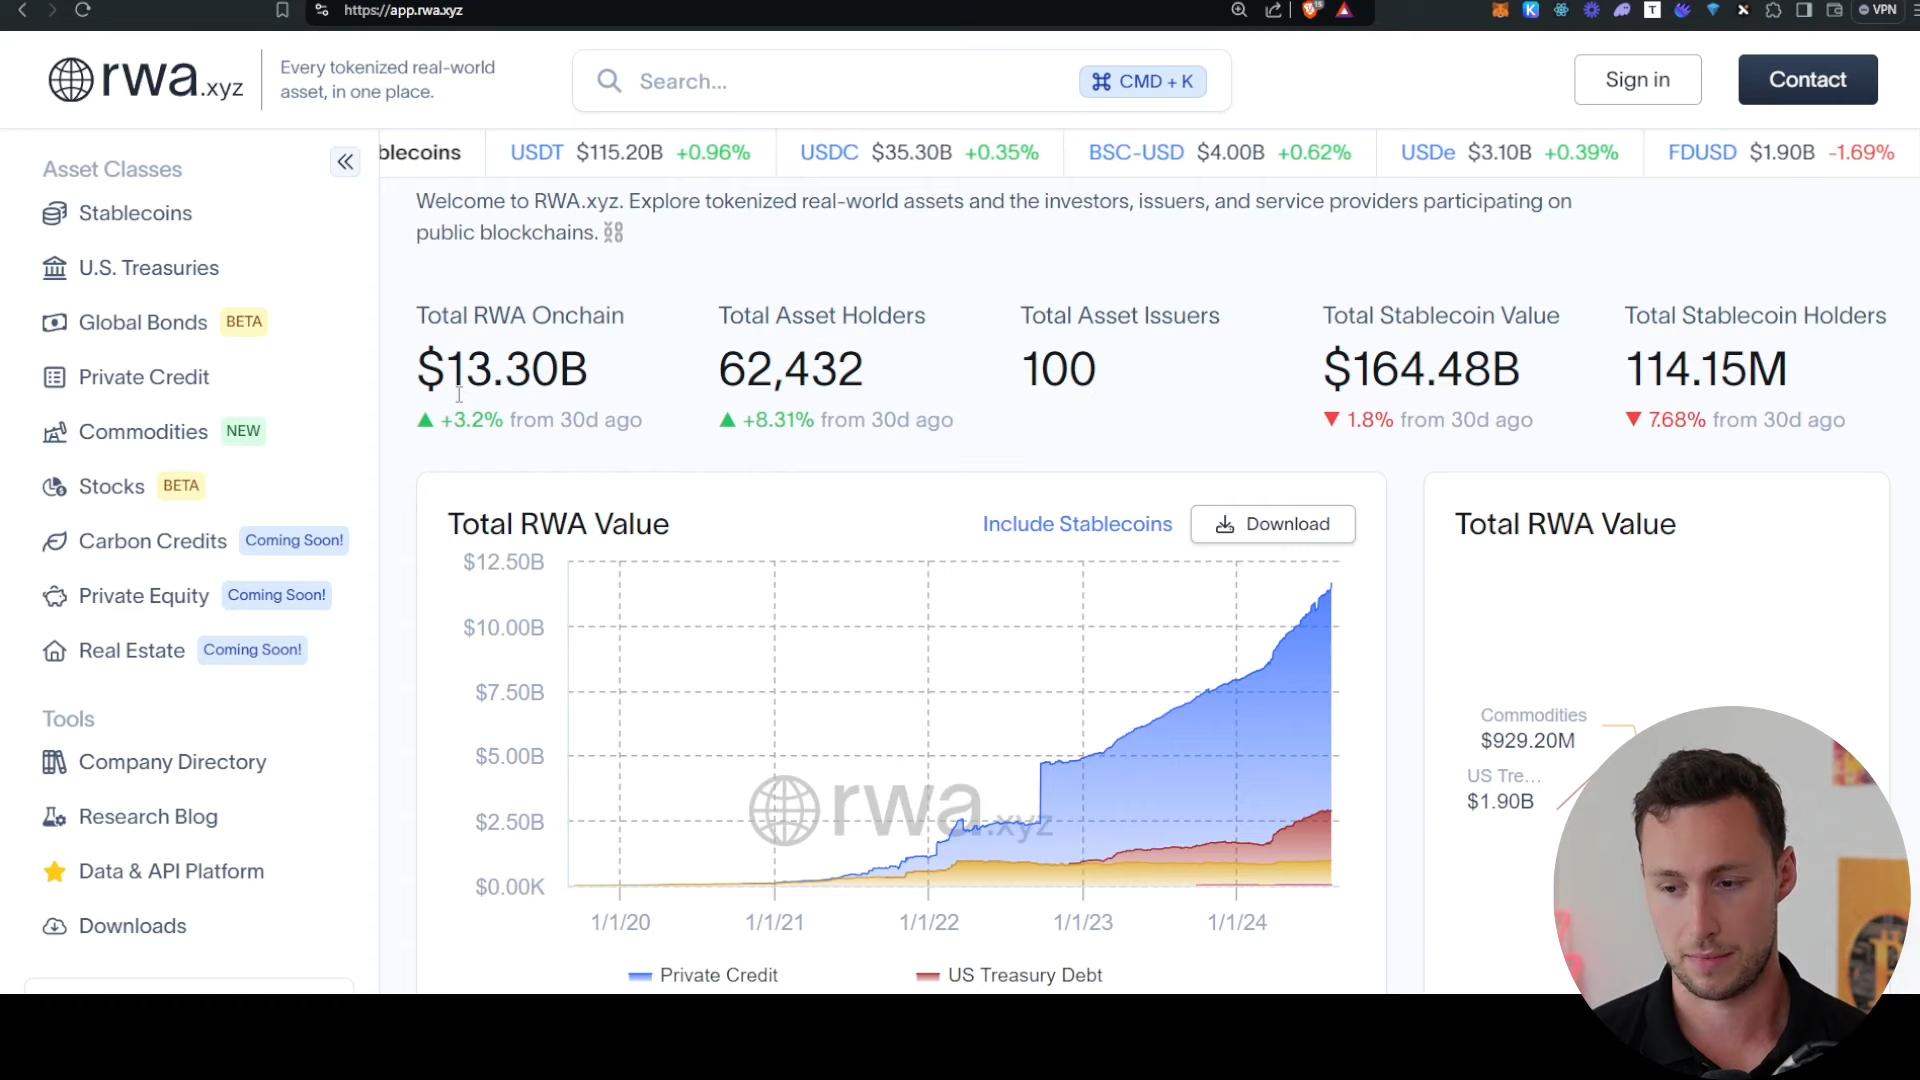 https://app.rwa.xyz
VPN
rwa.xyz
Every tokenized real-world
asset, in one place.
Search...
CMD + K
Sign in
Contact
blecoins
USDT $115.20B +0.96%
USDC $35.30B +0.35%
BSC-USD $4.00B +0.62%
USDe $3.10B +0.39%
FDUSD $1.90B -1.69%
Asset Classes
Stablecoins
U.S. Treasuries
Global Bonds BETA
Private Credit
Commodities NEW
Stocks BETA
Carbon Credits Coming Soon!
Private Equity Coming Soon!
Real Estate Coming Soon!
Tools
Company Directory
Research Blog
Data & API Platform
Downloads
Welcome to RWA.xyz. Explore tokenized real-world assets and the investors, issuers, and service providers participating on
public blockchains.
Total RWA Onchain
$13.30B
+3.2% from 30d ago
Total Asset Holders
62,432
+8.31% from 30d ago
Total Asset Issuers
100
Total Stablecoin Value
$164.48B
1.8% from 30d ago
Total Stablecoin Holders
114.15M
7.68% from 30d ago
Total RWA Value
Include Stablecoins
Download
$12.50B
$10.00B
$7.50B
$5.00B
$2.50B
$0.00K
rwa.xyz
1/1/20
1/1/21
1/1/22
1/1/23
1/1/24
Private Credit
US Treasury Debt
Total RWA Value
Commodities
$929.20M
US Tre...
$1.90B